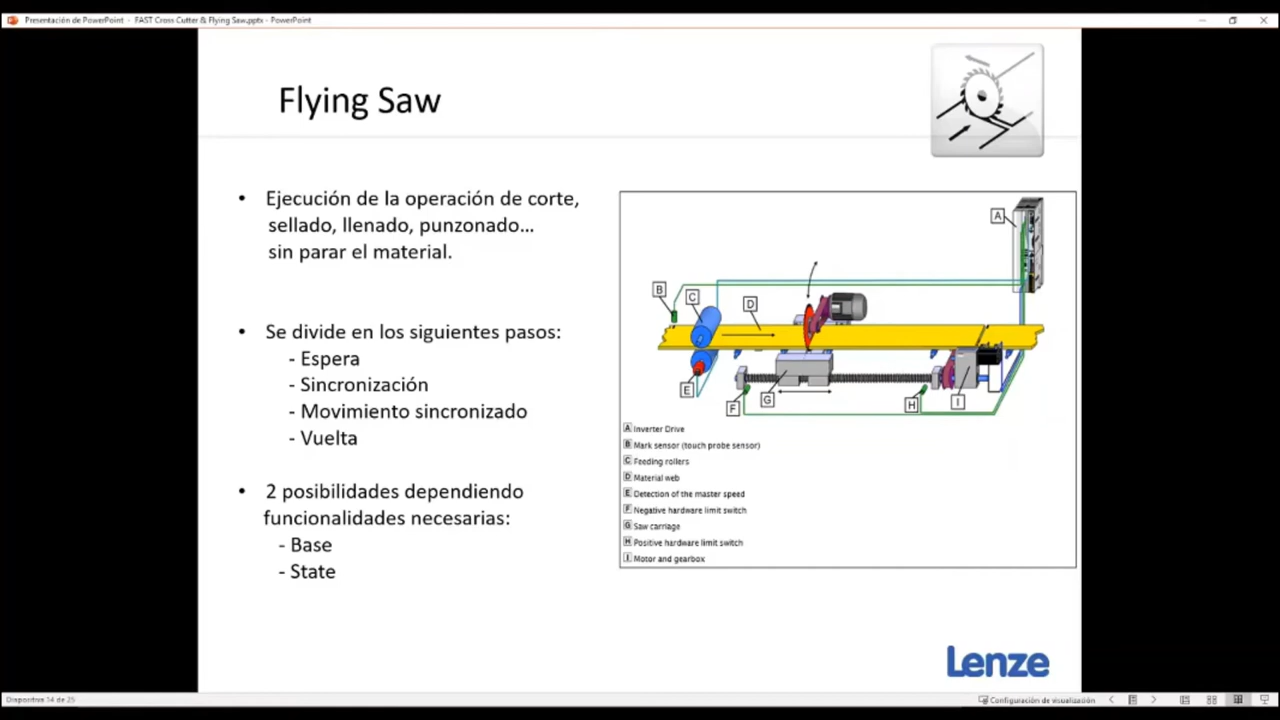 Presentación de PowerPoint - FAST Cross Cutter & Flying Saw.pptx - PowerPoint
Flying Saw
• Ejecución de la operación de corte,
sellado, llenado, punzonado...
sin parar el material.
• Se divide en los siguientes pasos:
- Espera
- Sincronización
- Movimiento sincronizado
- Vuelta
• 2 posibilidades dependiendo
funcionalidades necesarias:
- Base
- State
A
B
C
D
E
F
G
H
I
A Inverter Drive
B Mark sensor (touch probe sensor)
C Feeding rollers
D Material web
E Detection of the master speed
F Negative hardware limit switch
G Saw carriage
H Positive hardware limit switch
I Motor and gearbox
Lenze
Diapositiva 14 de 25
Configuración de visualización